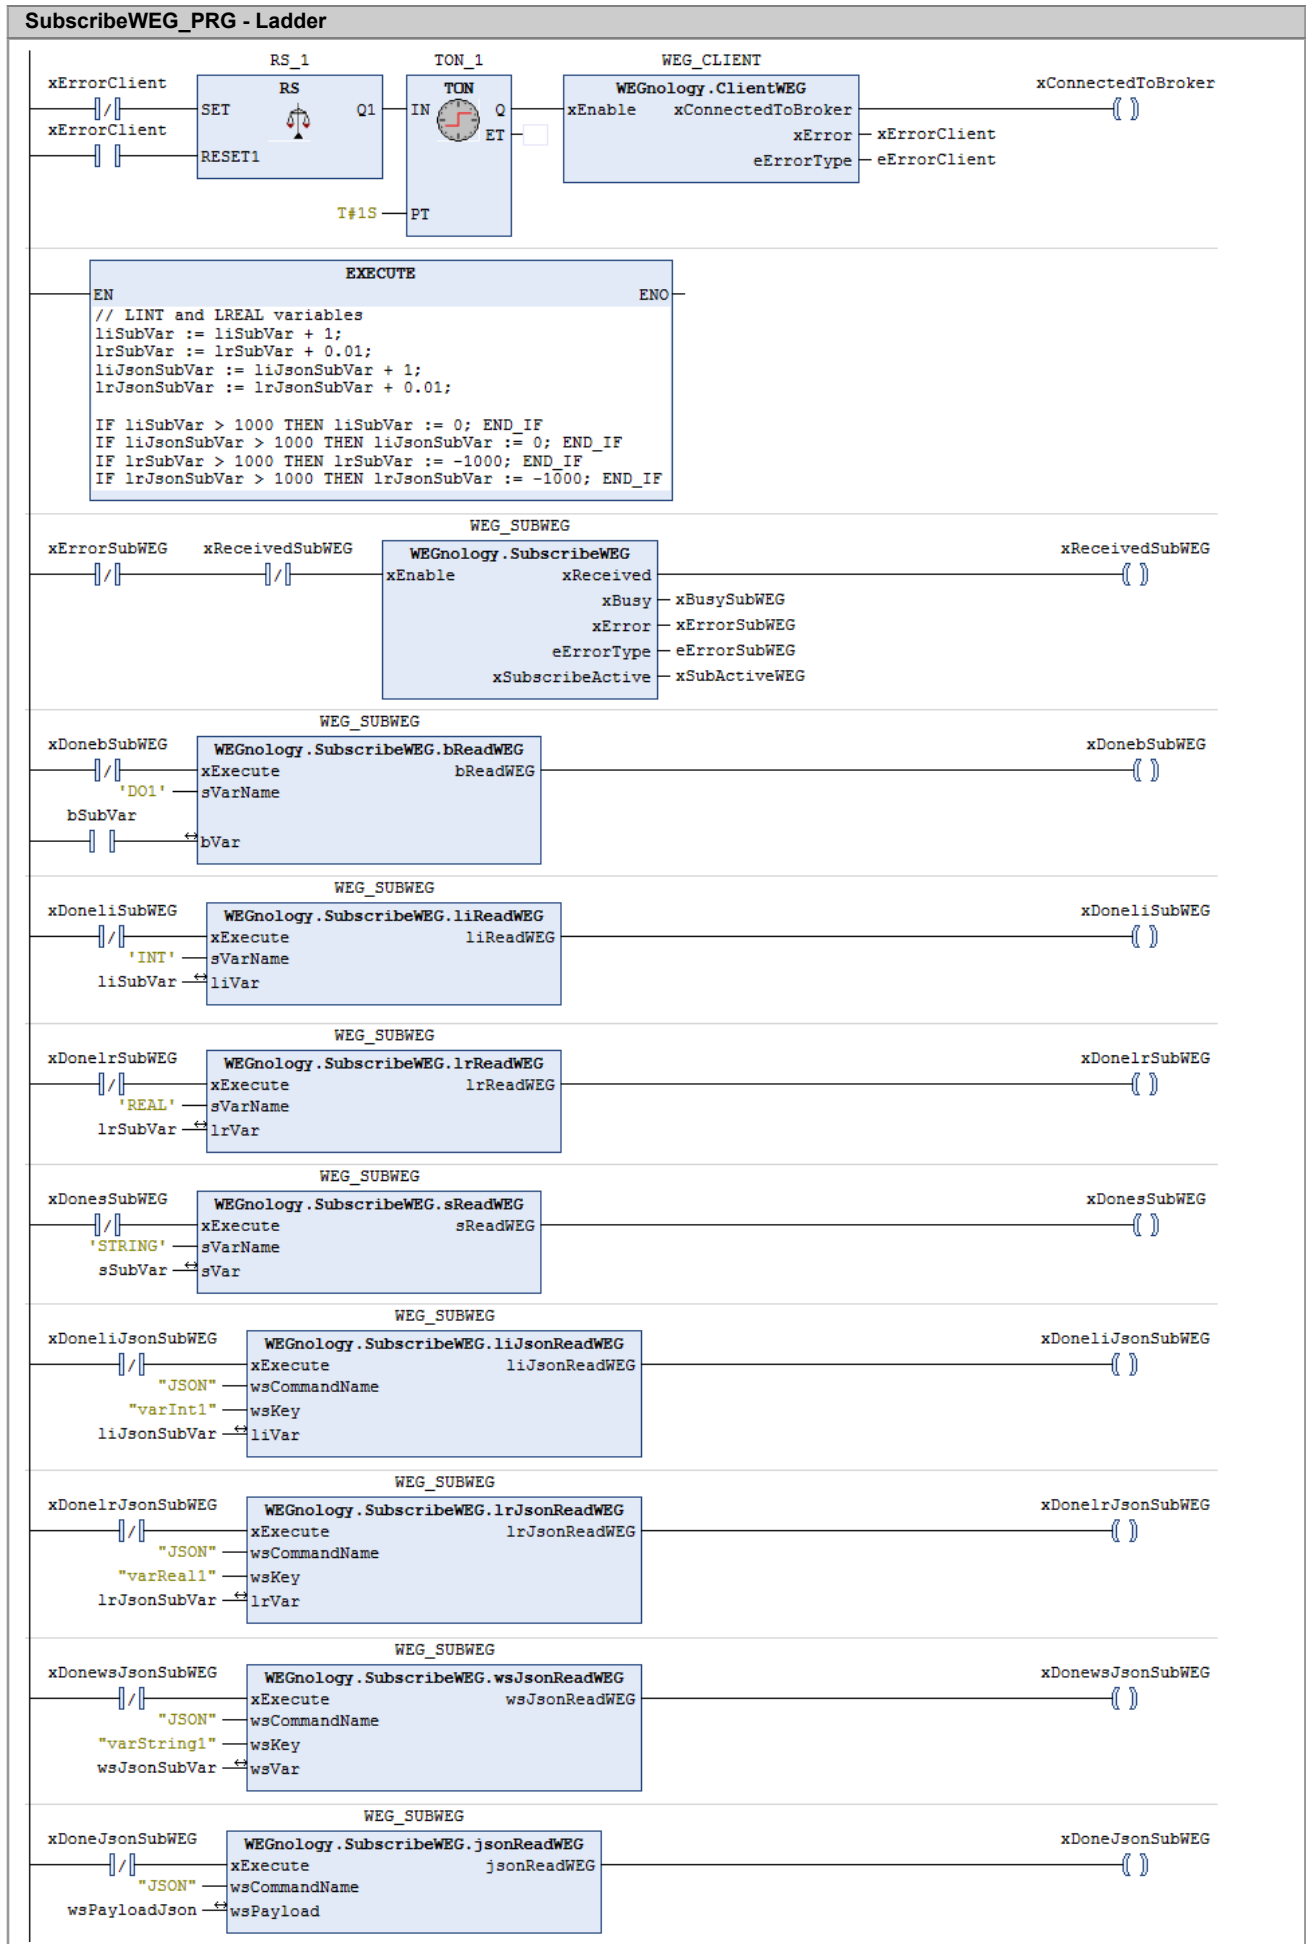 SubscribeWEG_PRG - Ladder
RS_1 TON_1 WEG_CLIENT
xErrorClient RS TON WEGnology.ClientWEG xConnectedToBroker
SET Q1 IN Q xEnable xConnectedToBroker
xErrorClient ET xError xErrorClient
RESET1 eErrorType eErrorClient
T#1S PT
EXECUTE
EN ENO
// LINT and LREAL variables
liSubVar := liSubVar + 1;
lrSubVar := lrSubVar + 0.01;
liJsonSubVar := liJsonSubVar + 1;
lrJsonSubVar := lrJsonSubVar + 0.01;
IF liSubVar > 1000 THEN liSubVar := 0; END_IF
IF liJsonSubVar > 1000 THEN liJsonSubVar := 0; END_IF
IF lrSubVar > 1000 THEN lrSubVar := -1000; END_IF
IF lrJsonSubVar > 1000 THEN lrJsonSubVar := -1000; END_IF
WEG_SUBWEG
xErrorSubWEG xReceivedSubWEG WEGnology.SubscribeWEG xReceivedSubWEG
xEnable xReceived
xBusy xBusySubWEG
xError xErrorSubWEG
eErrorType eErrorSubWEG
xSubscribeActive xSubActiveWEG
WEG_SUBWEG
xDonebSubWEG WEGnology.SubscribeWEG.bReadWEG xDonebSubWEG
xExecute bReadWEG
'DO1' sVarName
bSubVar
bVar
WEG_SUBWEG
xDoneliSubWEG WEGnology.SubscribeWEG.liReadWEG xDoneliSubWEG
xExecute liReadWEG
'INT' sVarName
liSubVar liVar
WEG_SUBWEG
xDonelrSubWEG WEGnology.SubscribeWEG.lrReadWEG xDonelrSubWEG
xExecute lrReadWEG
'REAL' sVarName
lrSubVar lrVar
WEG_SUBWEG
xDonesSubWEG WEGnology.SubscribeWEG.sReadWEG xDonesSubWEG
xExecute sReadWEG
'STRING' sVarName
sSubVar sVar
WEG_SUBWEG
xDoneliJsonSubWEG WEGnology.SubscribeWEG.liJsonReadWEG xDoneliJsonSubWEG
xExecute liJsonReadWEG
"JSON" wsCommandName
"varInt1" wsKey
liJsonSubVar liVar
WEG_SUBWEG
xDonelrJsonSubWEG WEGnology.SubscribeWEG.lrJsonReadWEG xDonelrJsonSubWEG
xExecute lrJsonReadWEG
"JSON" wsCommandName
"varReal1" wsKey
lrJsonSubVar lrVar
WEG_SUBWEG
xDonewsJsonSubWEG WEGnology.SubscribeWEG.wsJsonReadWEG xDonewsJsonSubWEG
xExecute wsJsonReadWEG
"JSON" wsCommandName
"varString1" wsKey
wsJsonSubVar wsVar
WEG_SUBWEG
xDoneJsonSubWEG WEGnology.SubscribeWEG.jsonReadWEG xDoneJsonSubWEG
xExecute jsonReadWEG
"JSON" wsCommandName
wsPayloadJson wsPayload